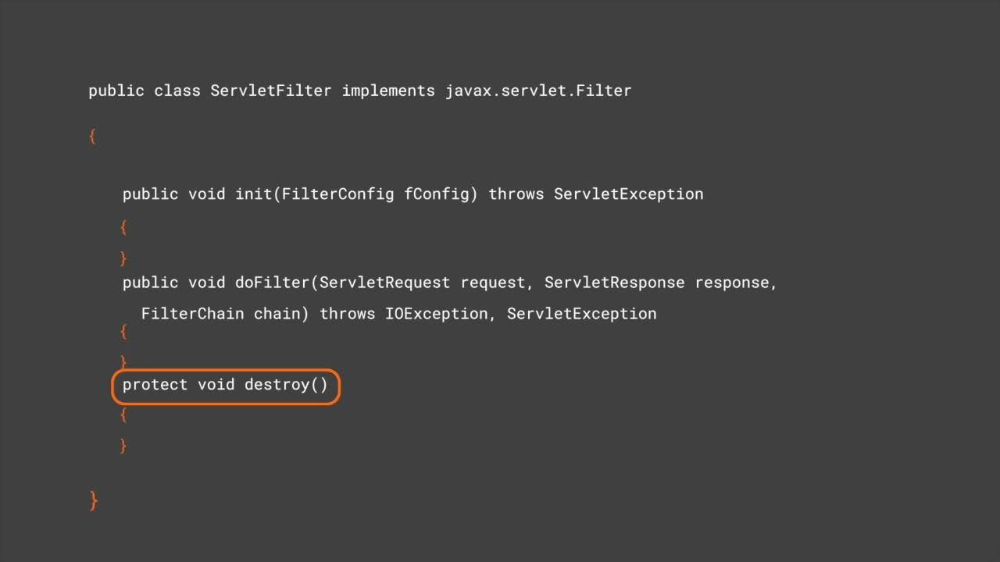 public class ServletFilter implements javax.servlet.Filter
{
public void init(FilterConfig fConfig) throws ServletException
{
}
public void doFilter(ServletRequest request, ServletResponse response,
FilterChain chain) throws IOException, ServletException
{
}
protect void destroy()
{
}
}